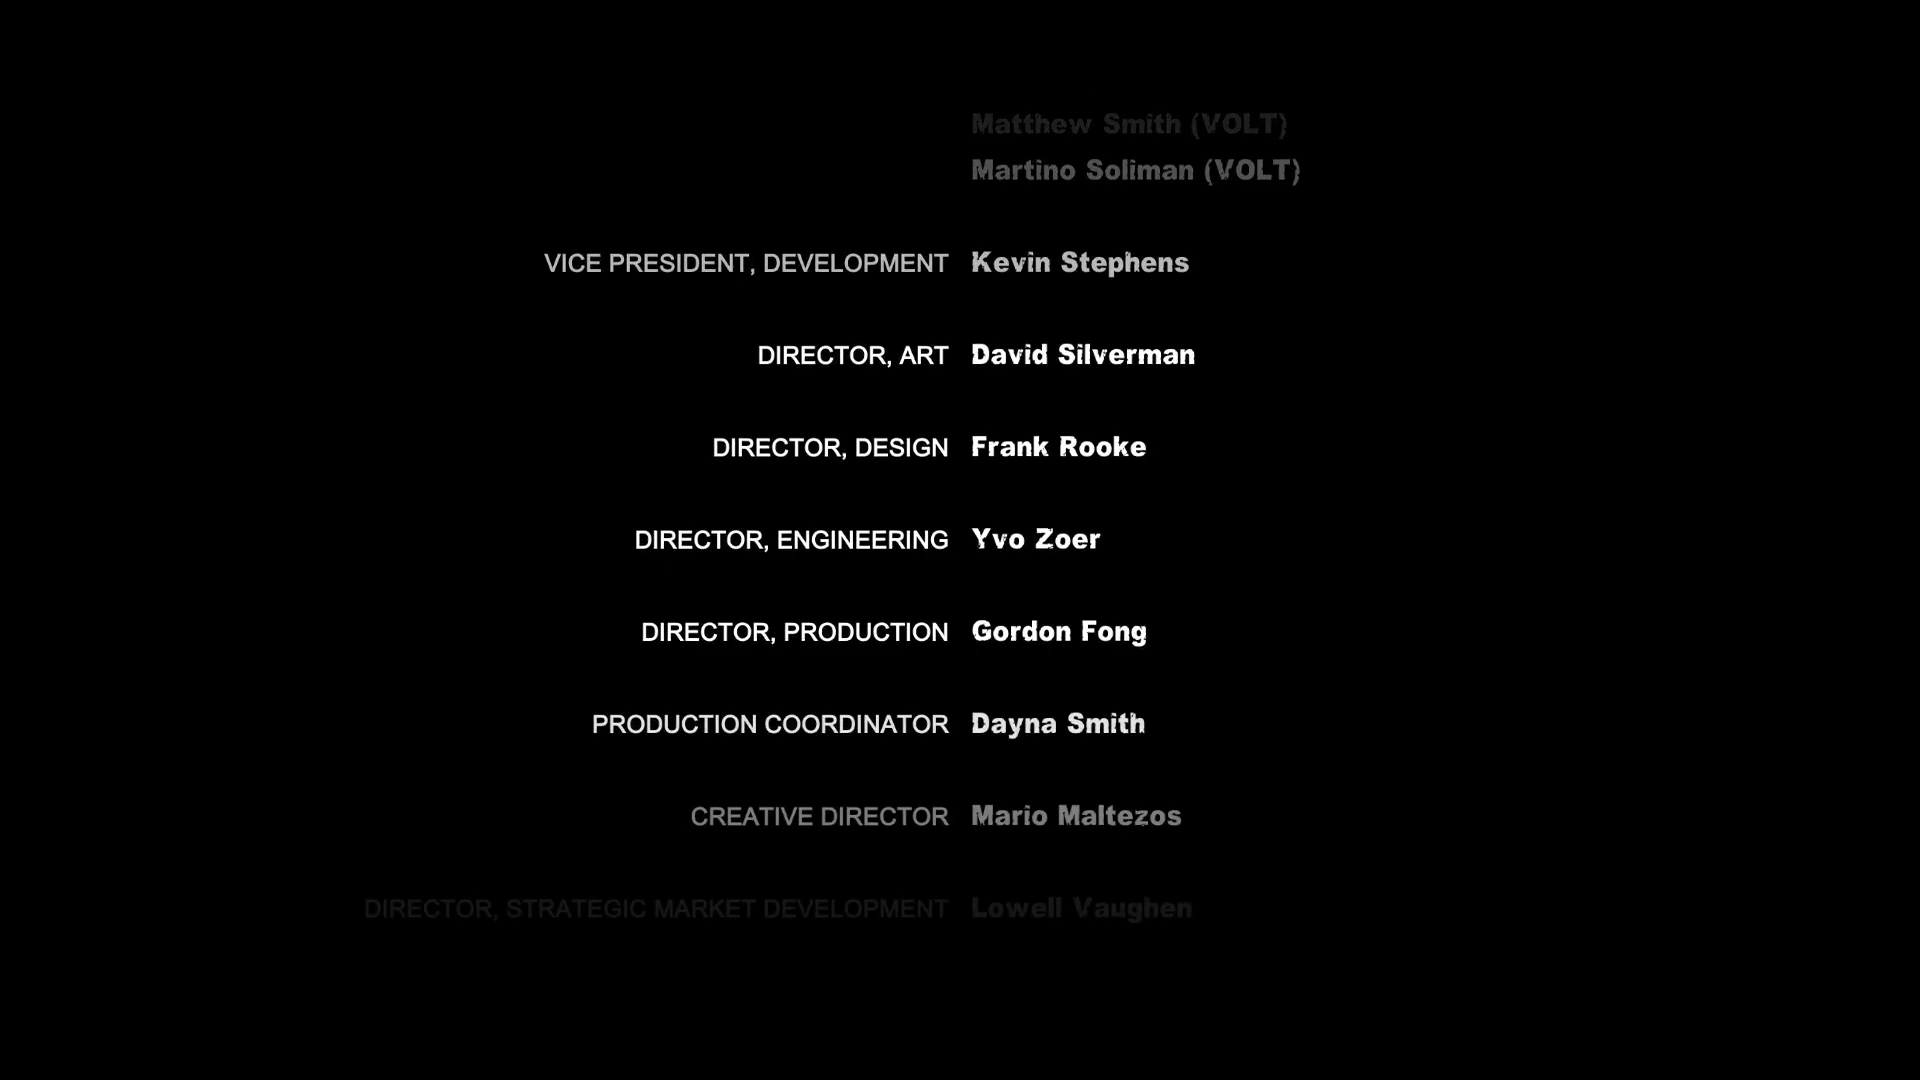 Matthew Smith (VOLT)
Martino Soliman (VOLT)
VICE PRESIDENT, DEVELOPMENT Kevin Stephens
DIRECTOR, ART David Silverman
DIRECTOR, DESIGN Frank Rooke
DIRECTOR, ENGINEERING Yvo Zoer
DIRECTOR, PRODUCTION Gordon Fong
PRODUCTION COORDINATOR Dayna Smith
CREATIVE DIRECTOR Mario Maltezos
DIRECTOR, STRATEGIC MARKET DEVELOPMENT Lowell Vaughen